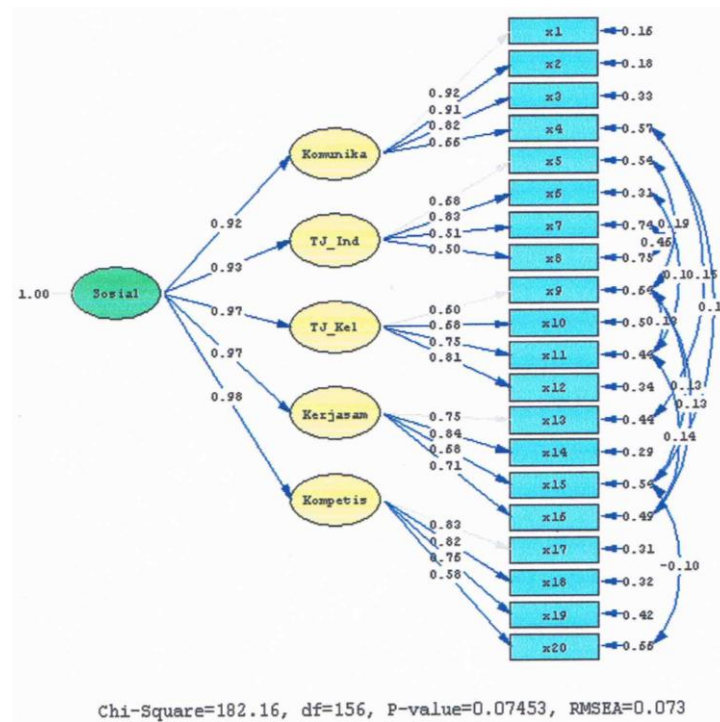 x1
0.15
x2
0.18
x3
0.33
x4
0.57
x5
0.54
x6
0.31
x7
0.74
x8
0.75
x9
0.64
x10
x11
0.44
x12
0.34
x13
0.44
x14
0.29
x15
0.54
x16
0.49
x17
0.31
x18
0.32
x19
0.42
x20
Komunika
TJ_Ind
TJ_Kel
Kerjasam
Kompetis
Sosial
1.00
0.92
0.93
0.97
0.97
0.98
0.92
0.91
0.82
0.66
0.68
0.83
0.51
0.50
0.60
0.68
0.75
0.81
0.75
0.84
0.68
0.71
0.83
0.82
0.76
0.58
0.19
0.46
0.10
0.15
0.13
0.13
0.14
-0.10
Chi-Square=182.16, df=156, P-value=0.07453, RMSEA=0.073